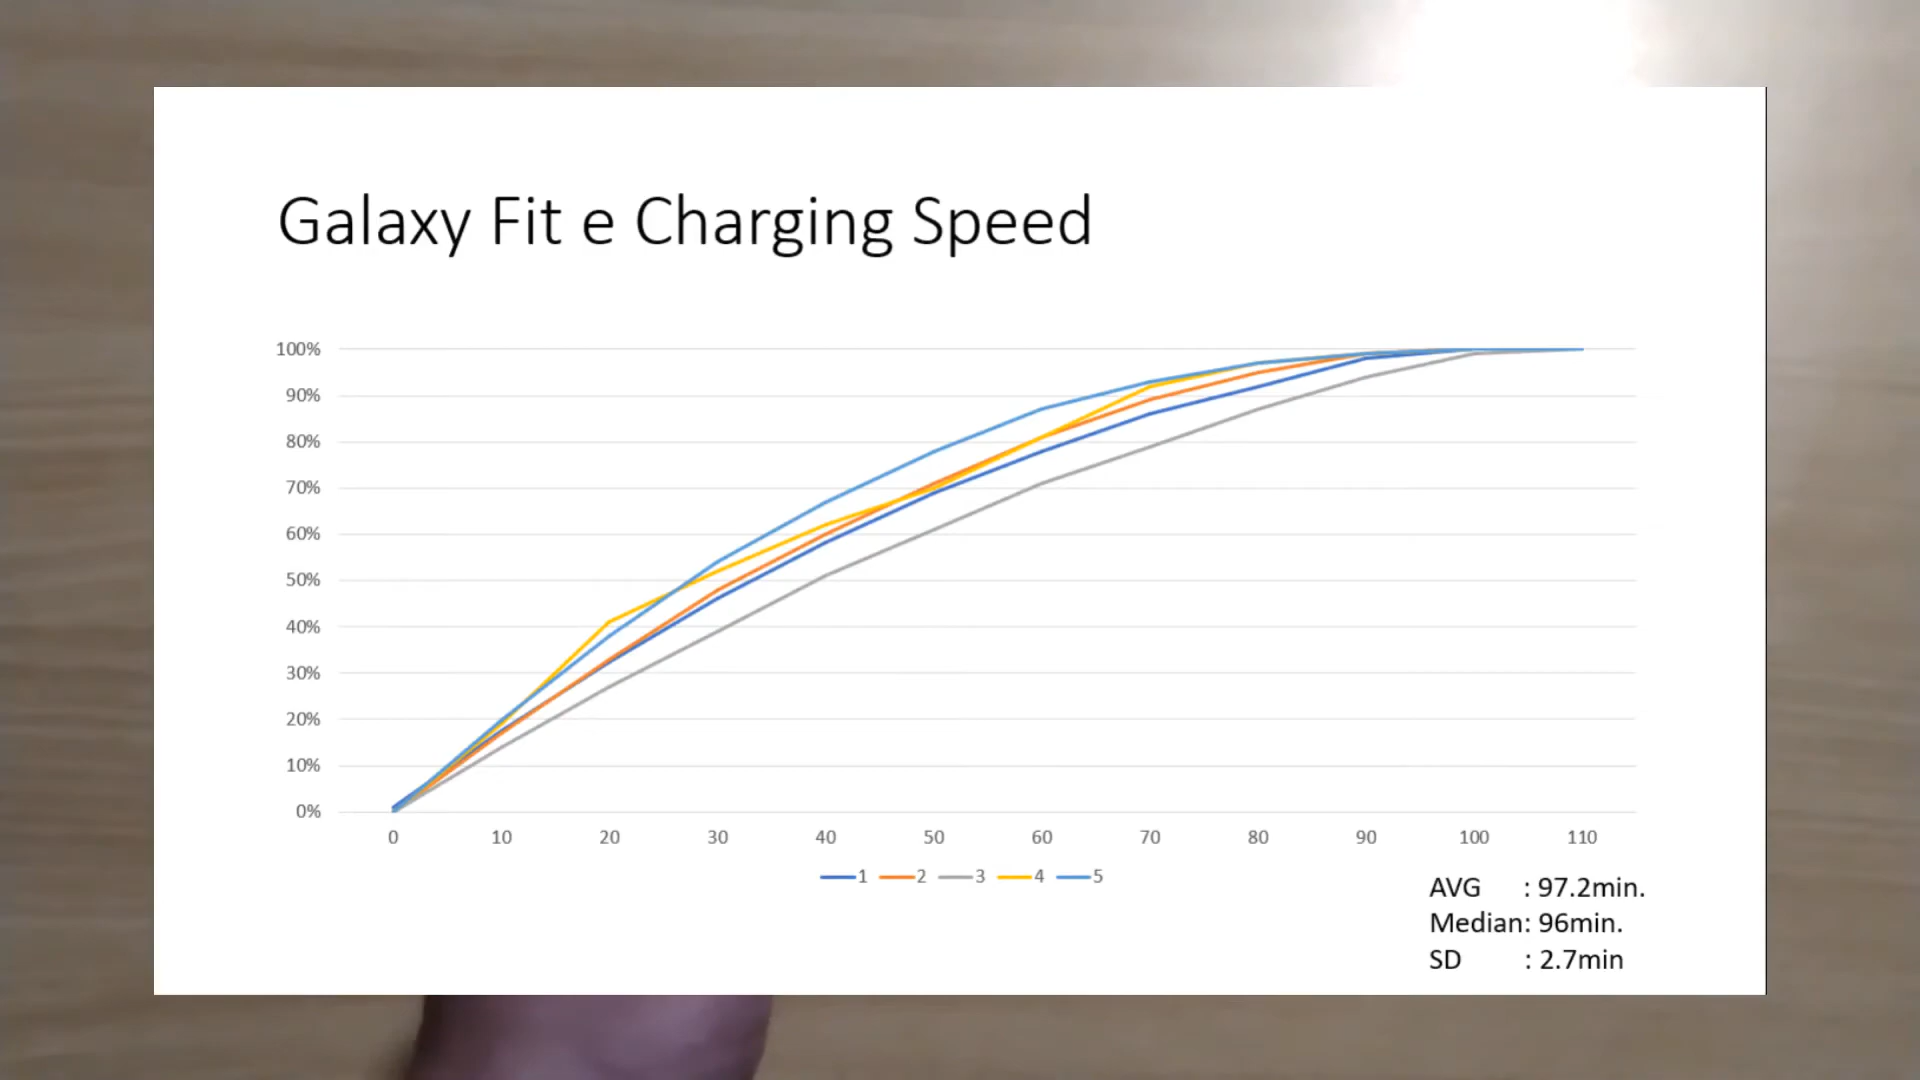 Galaxy Fit e Charging Speed
100%
90%
80%
70%
60%
50%
40%
30%
20%
10%
0%
0 10 20 30 40 50 60 70 80 90 100 110
1 2 3 4 5
AVG : 97.2min.
Median: 96min.
SD : 2.7min